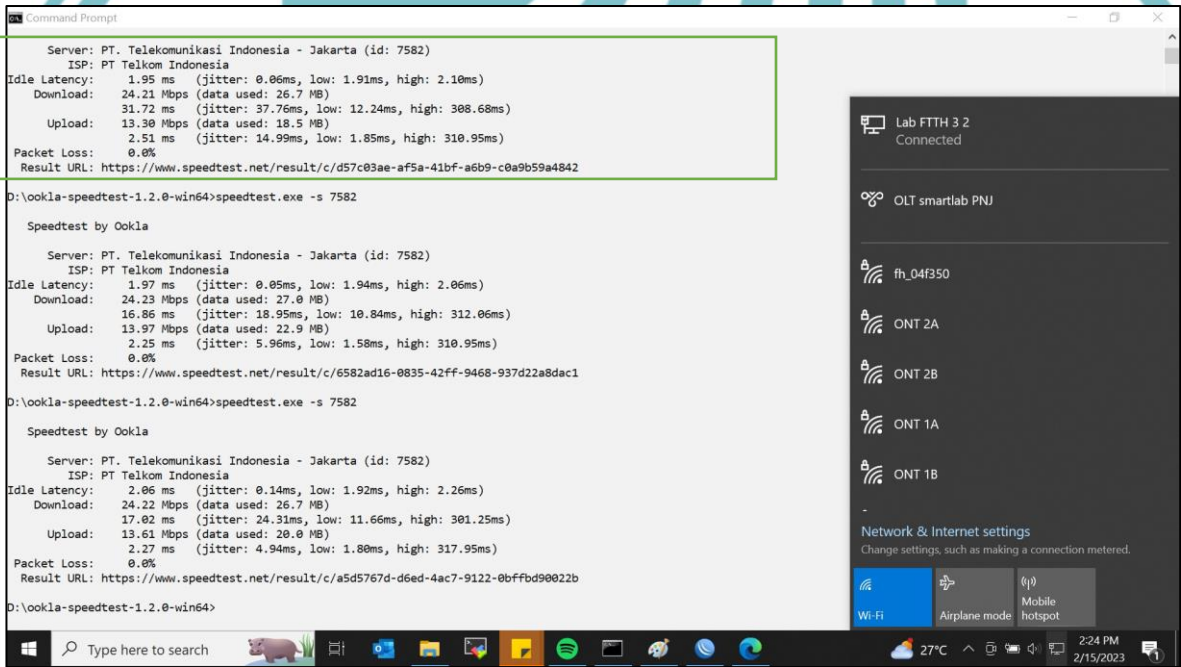 Command Prompt
Server: PT. Telekomunikasi Indonesia - Jakarta (id: 7582)
ISP: PT Telkom Indonesia
Idle Latency: 1.95 ms (jitter: 0.06ms, low: 1.91ms, high: 2.10ms)
Download: 24.21 Mbps (data used: 26.7 MB)
31.72 ms (jitter: 37.76ms, low: 12.24ms, high: 308.68ms)
Upload: 13.30 Mbps (data used: 18.5 MB)
2.51 ms (jitter: 14.99ms, low: 1.85ms, high: 310.95ms)
Packet Loss: 0.0%
Result URL: https://www.speedtest.net/result/c/d57c03ae-af5a-41bf-a6b9-c0a9b59a4842
D:\ookla-speedtest-1.2.0-win64>speedtest.exe -s 7582
Speedtest by Ookla
Server: PT. Telekomunikasi Indonesia - Jakarta (id: 7582)
ISP: PT Telkom Indonesia
Idle Latency: 1.97 ms (jitter: 0.05ms, low: 1.94ms, high: 2.06ms)
Download: 24.23 Mbps (data used: 27.0 MB)
16.86 ms (jitter: 18.95ms, low: 10.84ms, high: 312.06ms)
Upload: 13.97 Mbps (data used: 22.9 MB)
2.25 ms (jitter: 5.96ms, low: 1.58ms, high: 310.95ms)
Packet Loss: 0.0%
Result URL: https://www.speedtest.net/result/c/6582ad16-0835-42ff-9468-937d22a8dac1
D:\ookla-speedtest-1.2.0-win64>speedtest.exe -s 7582
Speedtest by Ookla
Server: PT. Telekomunikasi Indonesia - Jakarta (id: 7582)
ISP: PT Telkom Indonesia
Idle Latency: 2.06 ms (jitter: 0.14ms, low: 1.92ms, high: 2.26ms)
Download: 24.22 Mbps (data used: 26.7 MB)
17.02 ms (jitter: 24.31ms, low: 11.66ms, high: 301.25ms)
Upload: 13.61 Mbps (data used: 20.0 MB)
2.27 ms (jitter: 4.94ms, low: 1.80ms, high: 317.95ms)
Packet Loss: 0.0%
Result URL: https://www.speedtest.net/result/c/a5d5767d-d6ed-4ac7-9122-0bffbd90022b
D:\ookla-speedtest-1.2.0-win64>
Lab FTTH 3 2
Connected
OLT smartlab PNJ
fh_04f350
ONT 2A
ONT 2B
ONT 1A
ONT 1B
Network & Internet settings
Change settings, such as making a connection metered.
Wi-Fi
Airplane mode
Mobile hotspot
Type here to search
27°C
2:24 PM
2/15/2023